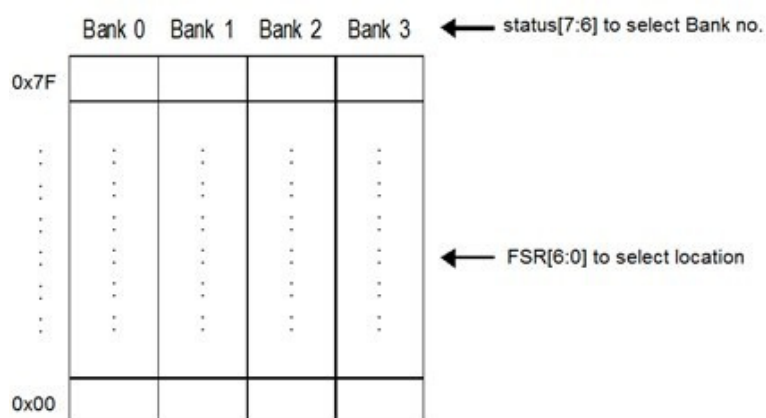 Bank 0 Bank 1 Bank 2 Bank 3 status[7:6] to select Bank no.
0x7F
FSR[6:0] to select location
0x00